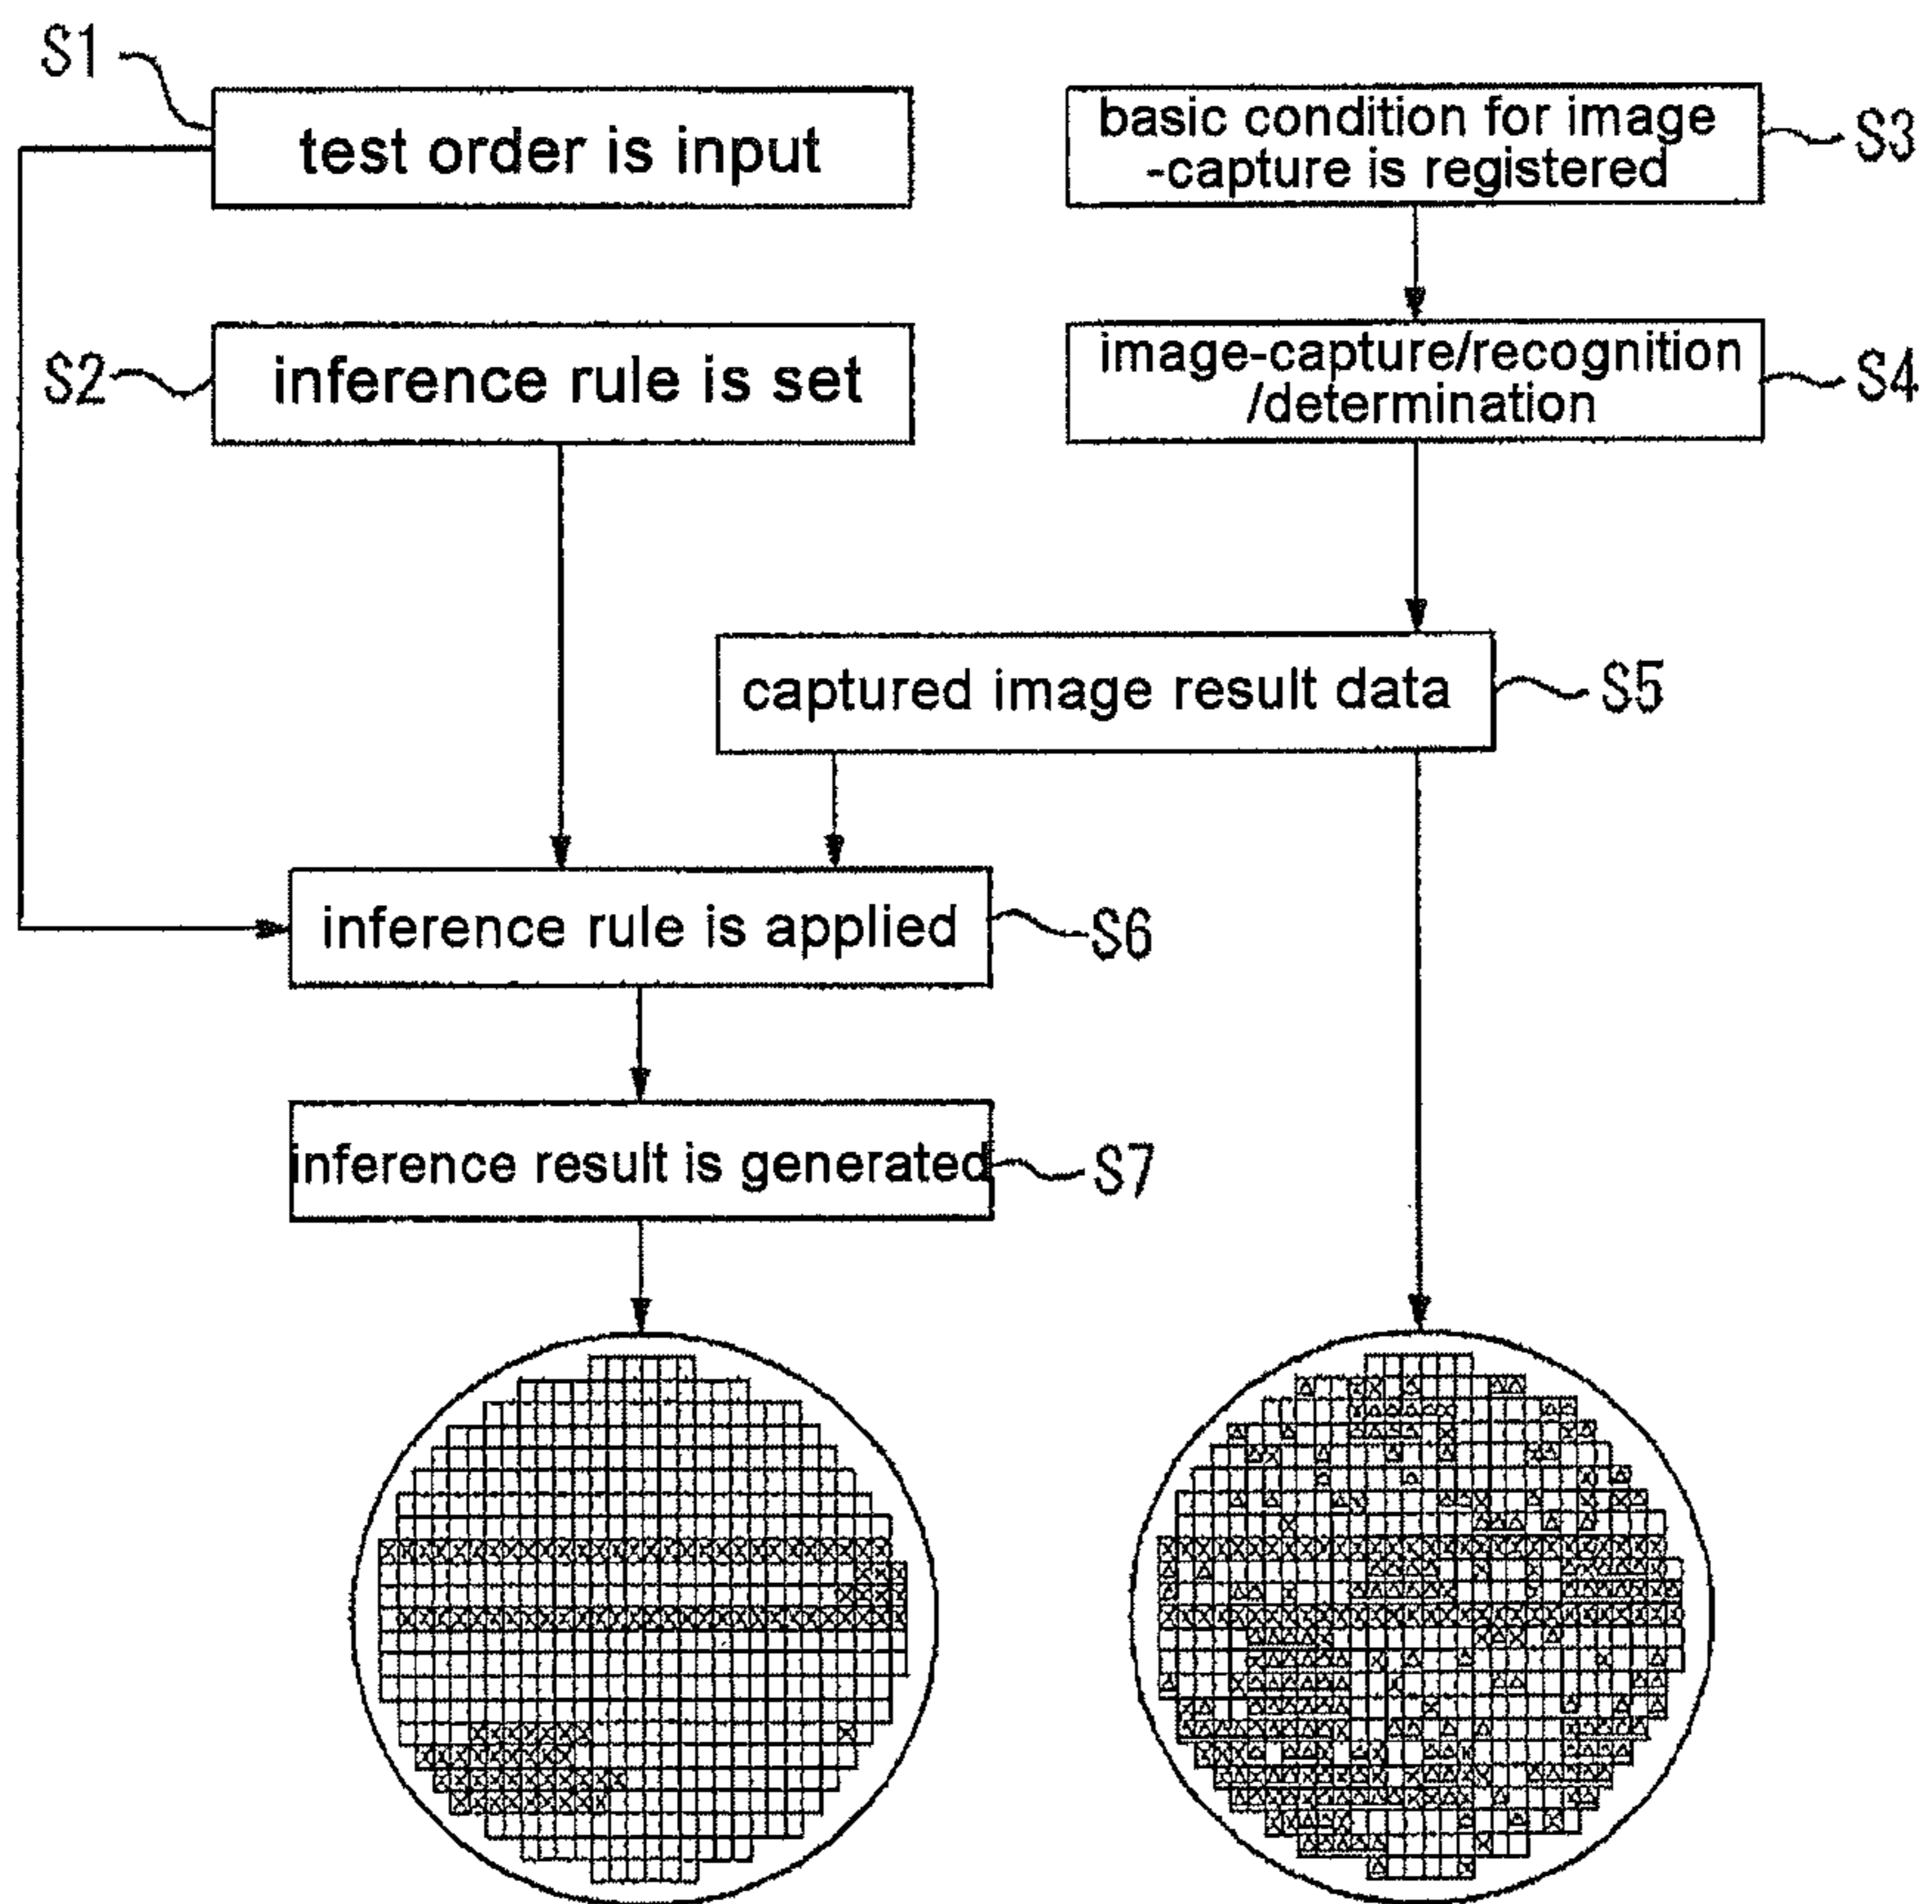 S1
test order is input
basic condition for image
-capture is registered
S3
S2
inference rule is set
image-capture/recognition
/determination
S4
captured image result data
S5
inference rule is applied
S6
inference result is generated
S7